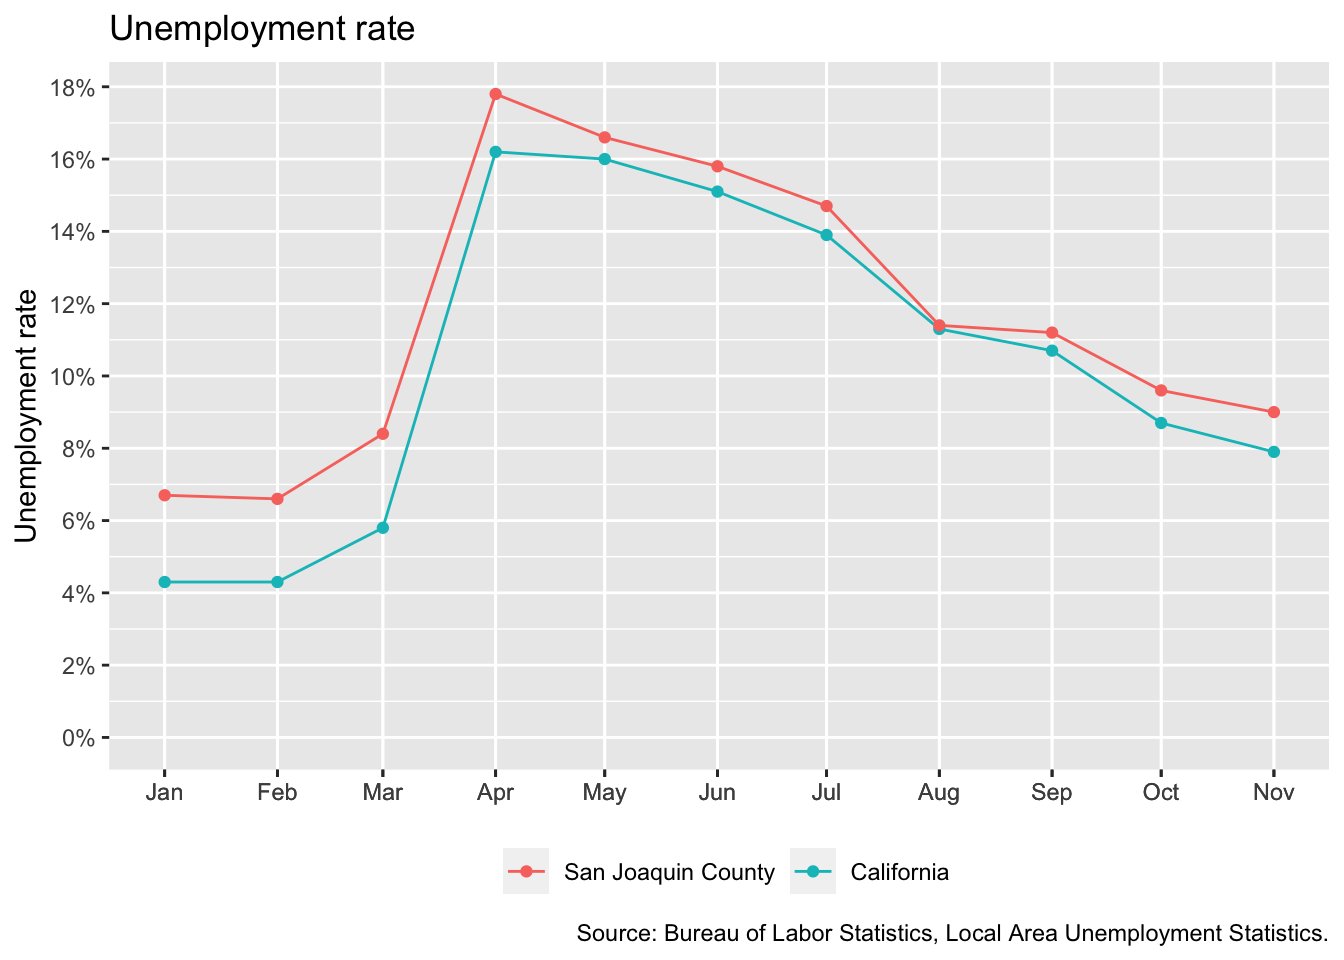 Unemployment rate
Unemployment rate
18%
16%
14%
12%
10%
8%
6%
4%
2%
0%
Jan Feb Mar Apr May Jun Jul Aug Sep Oct Nov
San Joaquin County California
Source: Bureau of Labor Statistics, Local Area Unemployment Statistics.